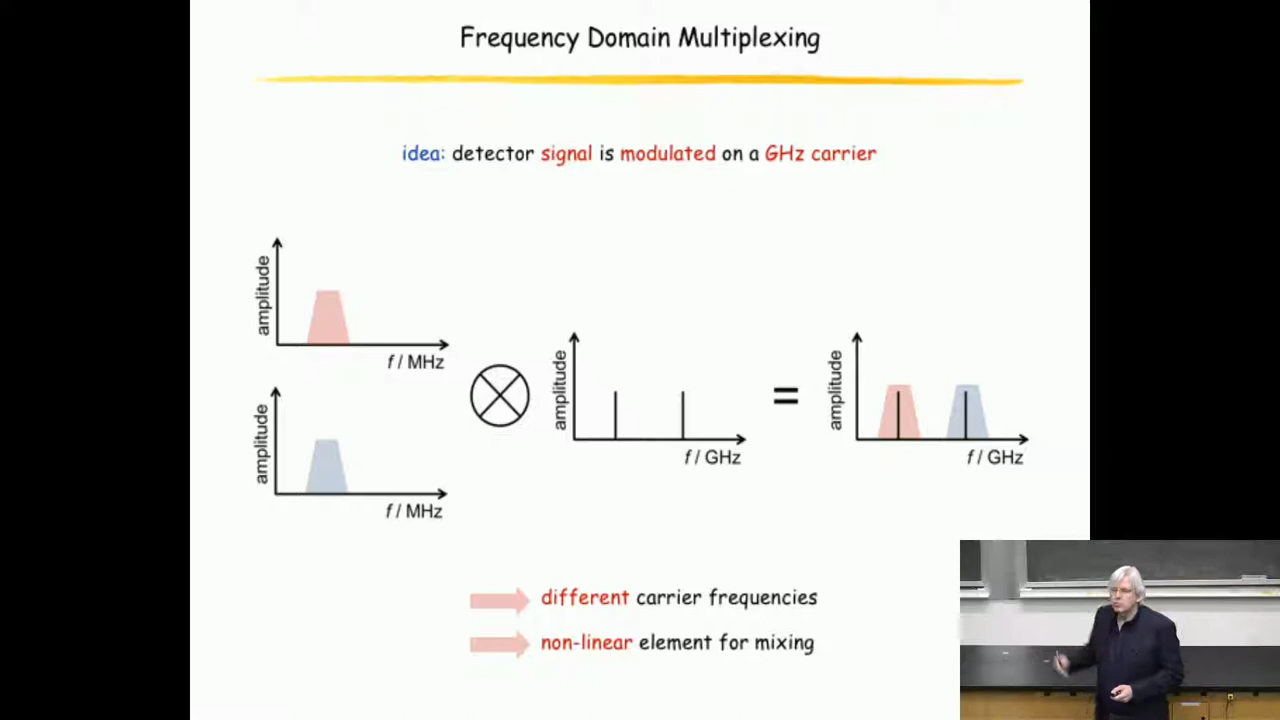 Frequency Domain Multiplexing
idea: detector signal is modulated on a GHz carrier
amplitude
f / MHz
amplitude
f / MHz
amplitude
f / GHz
=
amplitude
f / GHz
different carrier frequencies
non-linear element for mixing